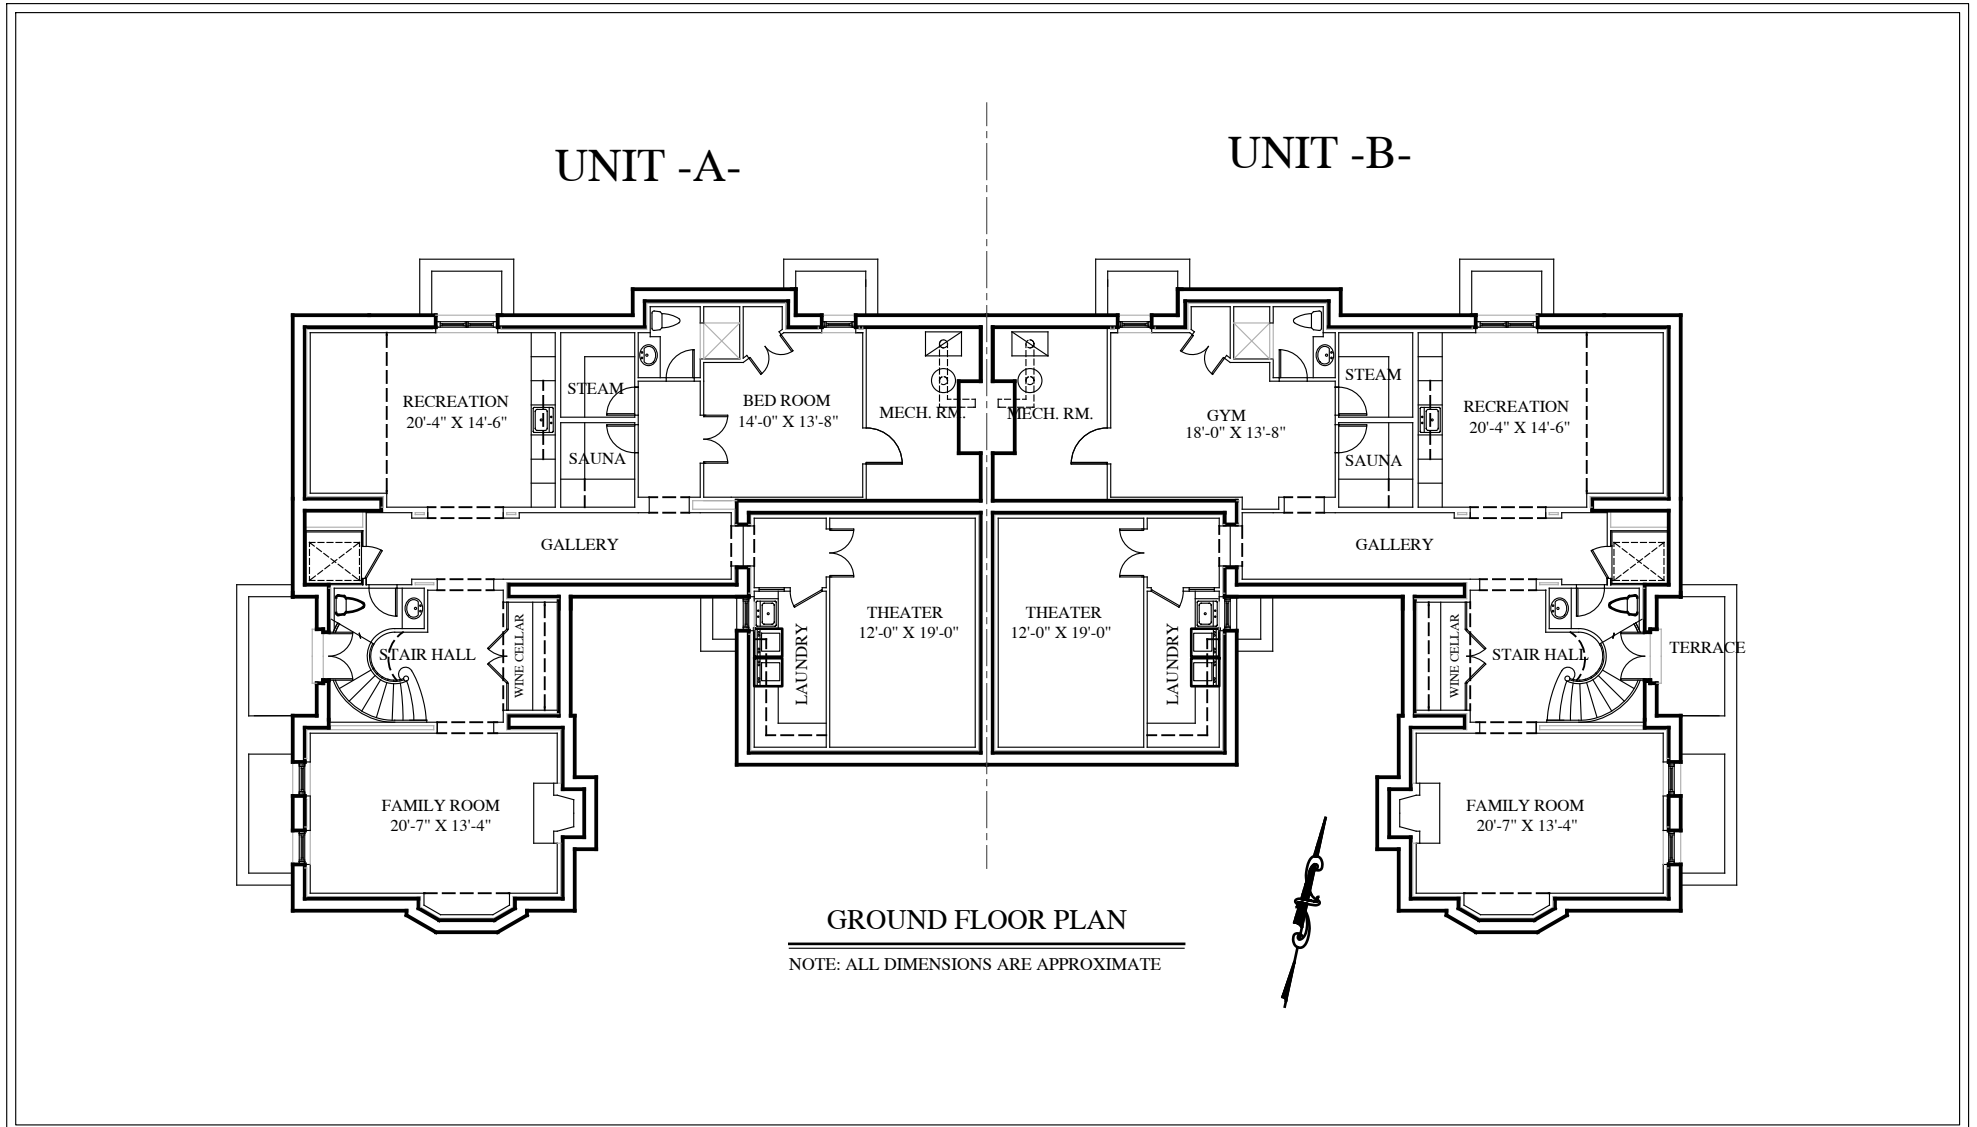 UNIT -A-
UNIT -B-
RECREATION
20'-4" X 14'-6"
STEAM
SAUNA
BED ROOM
14'-0" X 13'-8"
MECH. RM.
MECH. RM.
GYM
18'-0" X 13'-8"
STEAM
SAUNA
RECREATION
20'-4" X 14'-6"
GALLERY
GALLERY
STAIR HALL
WINE CELLAR
LAUNDRY
THEATER
12'-0" X 19'-0"
THEATER
12'-0" X 19'-0"
LAUNDRY
WINE CELLAR
STAIR HALL
TERRACE
FAMILY ROOM
20'-7" X 13'-4"
FAMILY ROOM
20'-7" X 13'-4"
GROUND FLOOR PLAN
NOTE: ALL DIMENSIONS ARE APPROXIMATE